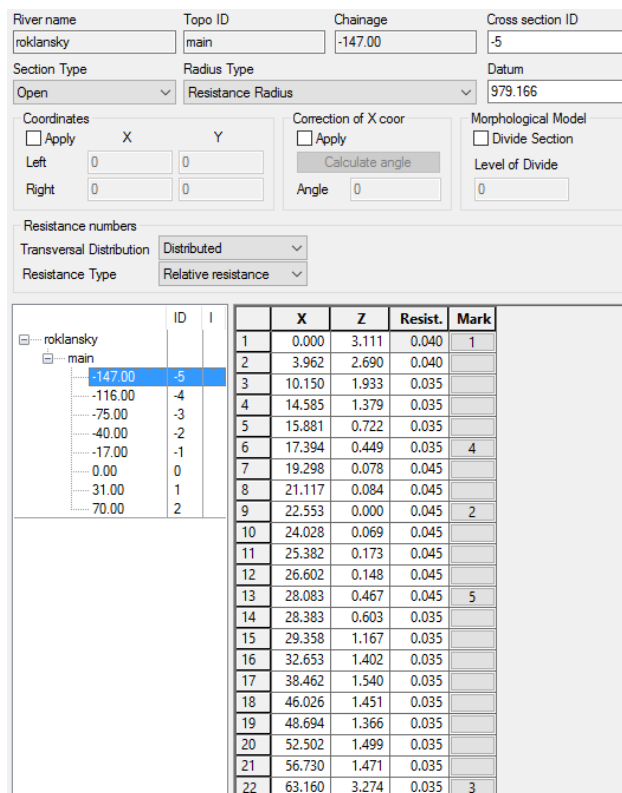 River name Topo ID Chainage Cross section ID
roklansky main -147.00 -5
Section Type Radius Type Datum
Open Resistance Radius 979.166
Coordinates Correction of X coor Morphological Model
Apply X Y Apply Divide Section
Left 0 0 Calculate angle Level of Divide
Right 0 0 Angle 0 0
Resistance numbers
Transversal Distribution Distributed
Resistance Type Relative resistance
ID I
roklansky
main
-147.00 -5
-116.00 -4
-75.00 -3
-40.00 -2
-17.00 -1
0.00 0
31.00 1
70.00 2
X Z Resist. Mark
1 0.000 3.111 0.040 1
2 3.962 2.690 0.040
3 10.150 1.933 0.035
4 14.585 1.379 0.035
5 15.881 0.722 0.035
6 17.394 0.449 0.035 4
7 19.298 0.078 0.045
8 21.117 0.084 0.045
9 22.553 0.000 0.045 2
10 24.028 0.069 0.045
11 25.382 0.173 0.045
12 26.602 0.148 0.045
13 28.083 0.467 0.045 5
14 28.383 0.603 0.035
15 29.358 1.167 0.035
16 32.653 1.402 0.035
17 38.462 1.540 0.035
18 46.026 1.451 0.035
19 48.694 1.366 0.035
20 52.502 1.499 0.035
21 56.730 1.471 0.035
22 63.160 3.274 0.035 3